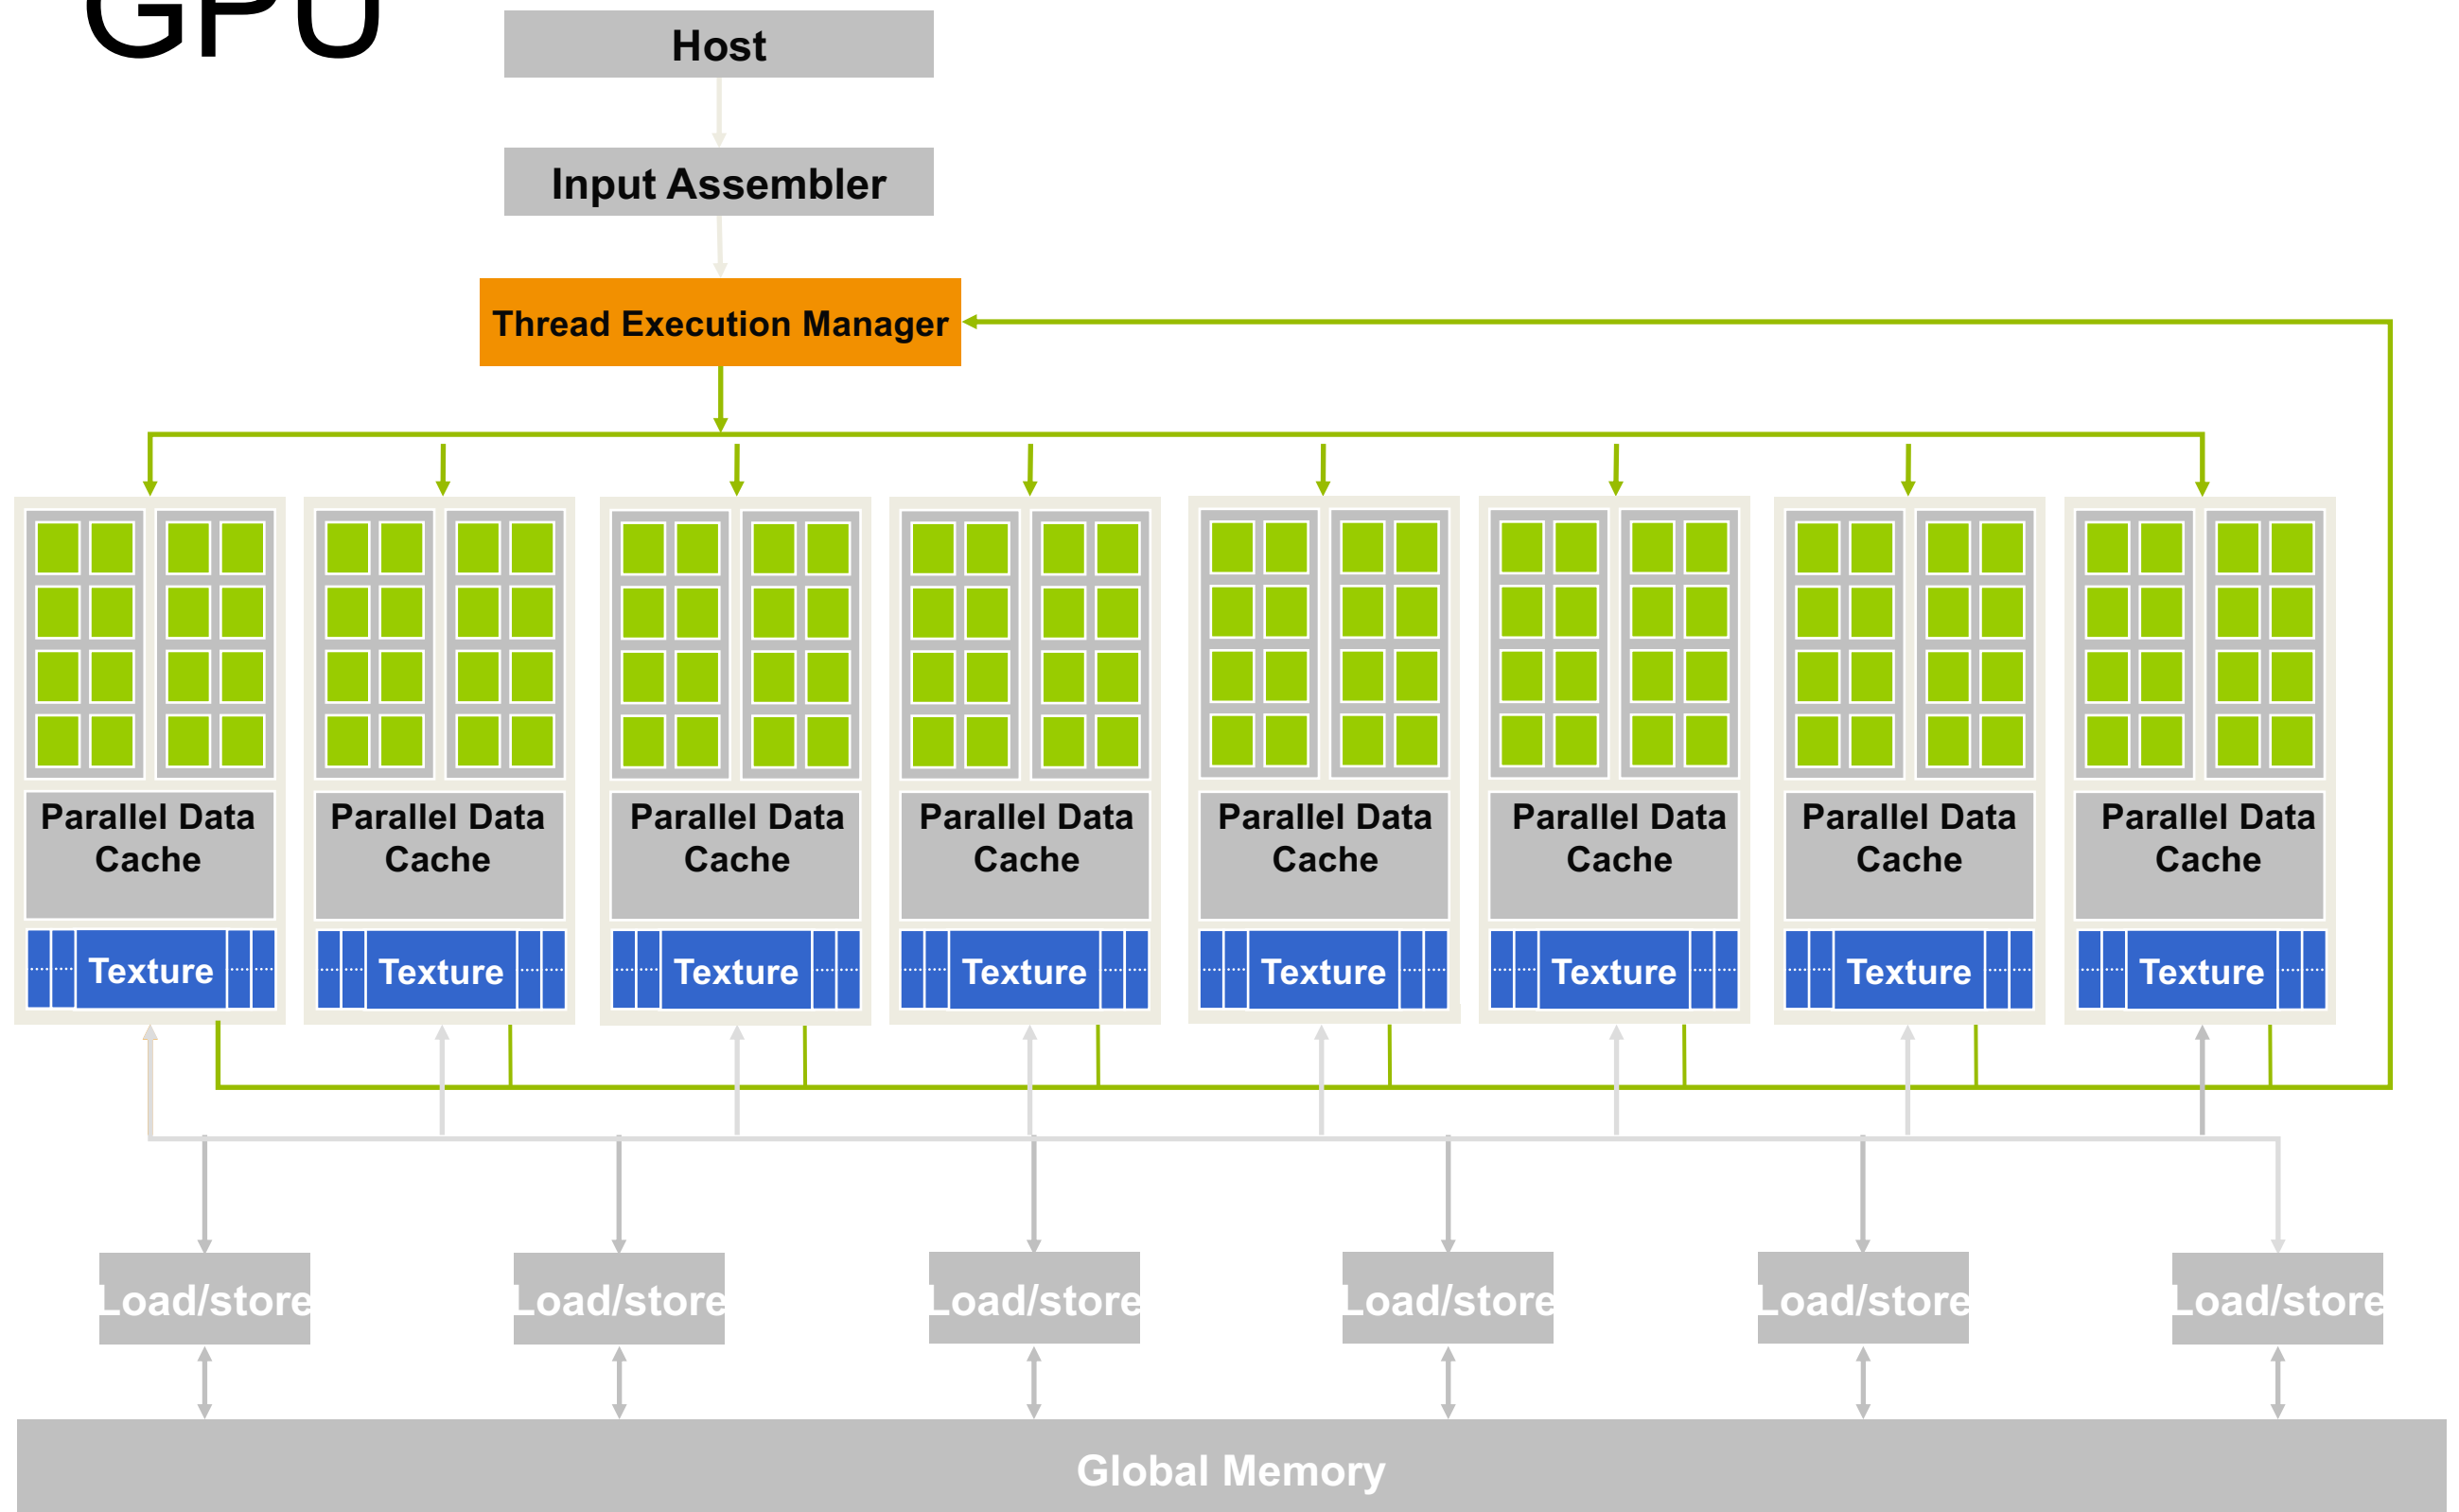 GPU
Host
Input Assembler
Thread Execution Manager
Parallel Data
Cache
Parallel Data
Cache
Parallel Data
Cache
Parallel Data
Cache
Parallel Data
Cache
Parallel Data
Cache
Parallel Data
Cache
Parallel Data
Cache
Texture
Texture
Texture
Texture
Texture
Texture
Texture
Texture
Load/store
Load/store
Load/store
Load/store
Load/store
Load/store
Global Memory